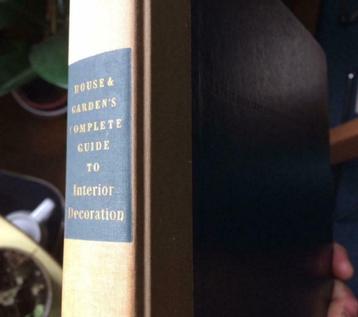 HOUSE &
GARDEN'S
COMPLETE
GUIDE
TO
Interior
Decoration